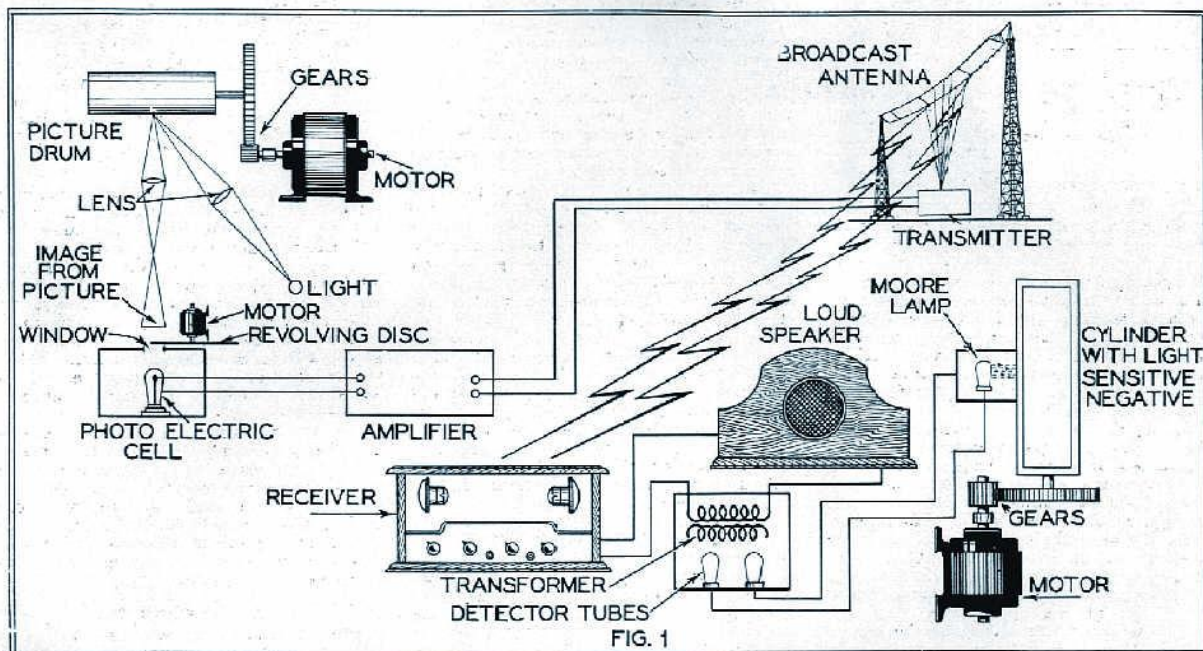 GEARS
PICTURE
DRUM
MOTOR
LENS
IMAGE
FROM
PICTURE
LIGHT
MOTOR
WINDOW
REVOLVING DISC
PHOTO ELECTRIC
CELL
AMPLIFIER
BROADCAST
ANTENNA
TRANSMITTER
MOORE
LAMP
LOUD
SPEAKER
CYLINDER
WITH LIGHT
SENSITIVE
NEGATIVE
RECEIVER
GEARS
TRANSFORMER
DETECTOR TUBES
MOTOR
FIG. 1